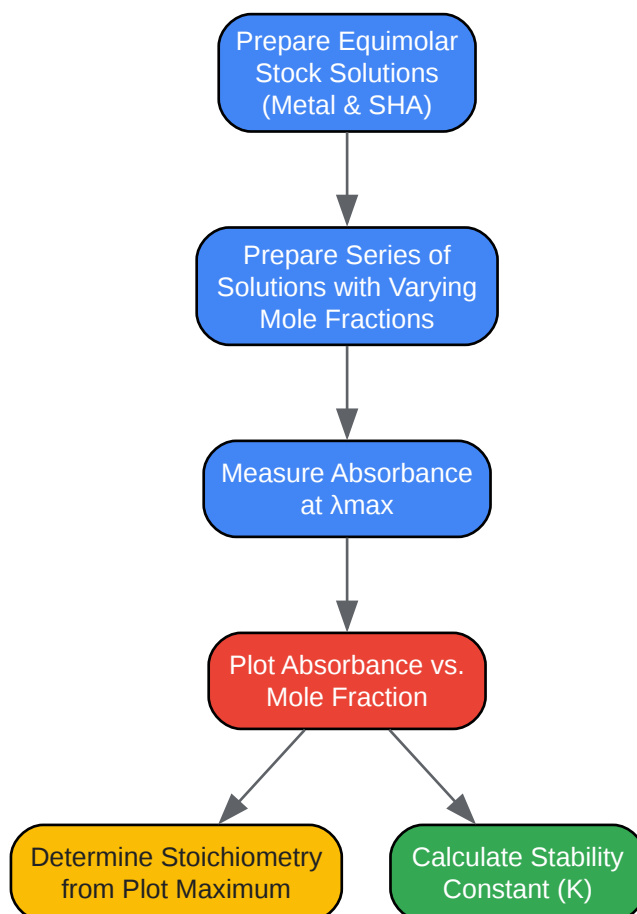 Prepare Equimolar
Stock Solutions
(Metal & SHA)
Prepare Series of
Solutions with Varying
Mole Fractions
Measure Absorbance
at λmax
Plot Absorbance vs.
Mole Fraction
Determine Stoichiometry
from Plot Maximum
Calculate Stability
Constant (K)